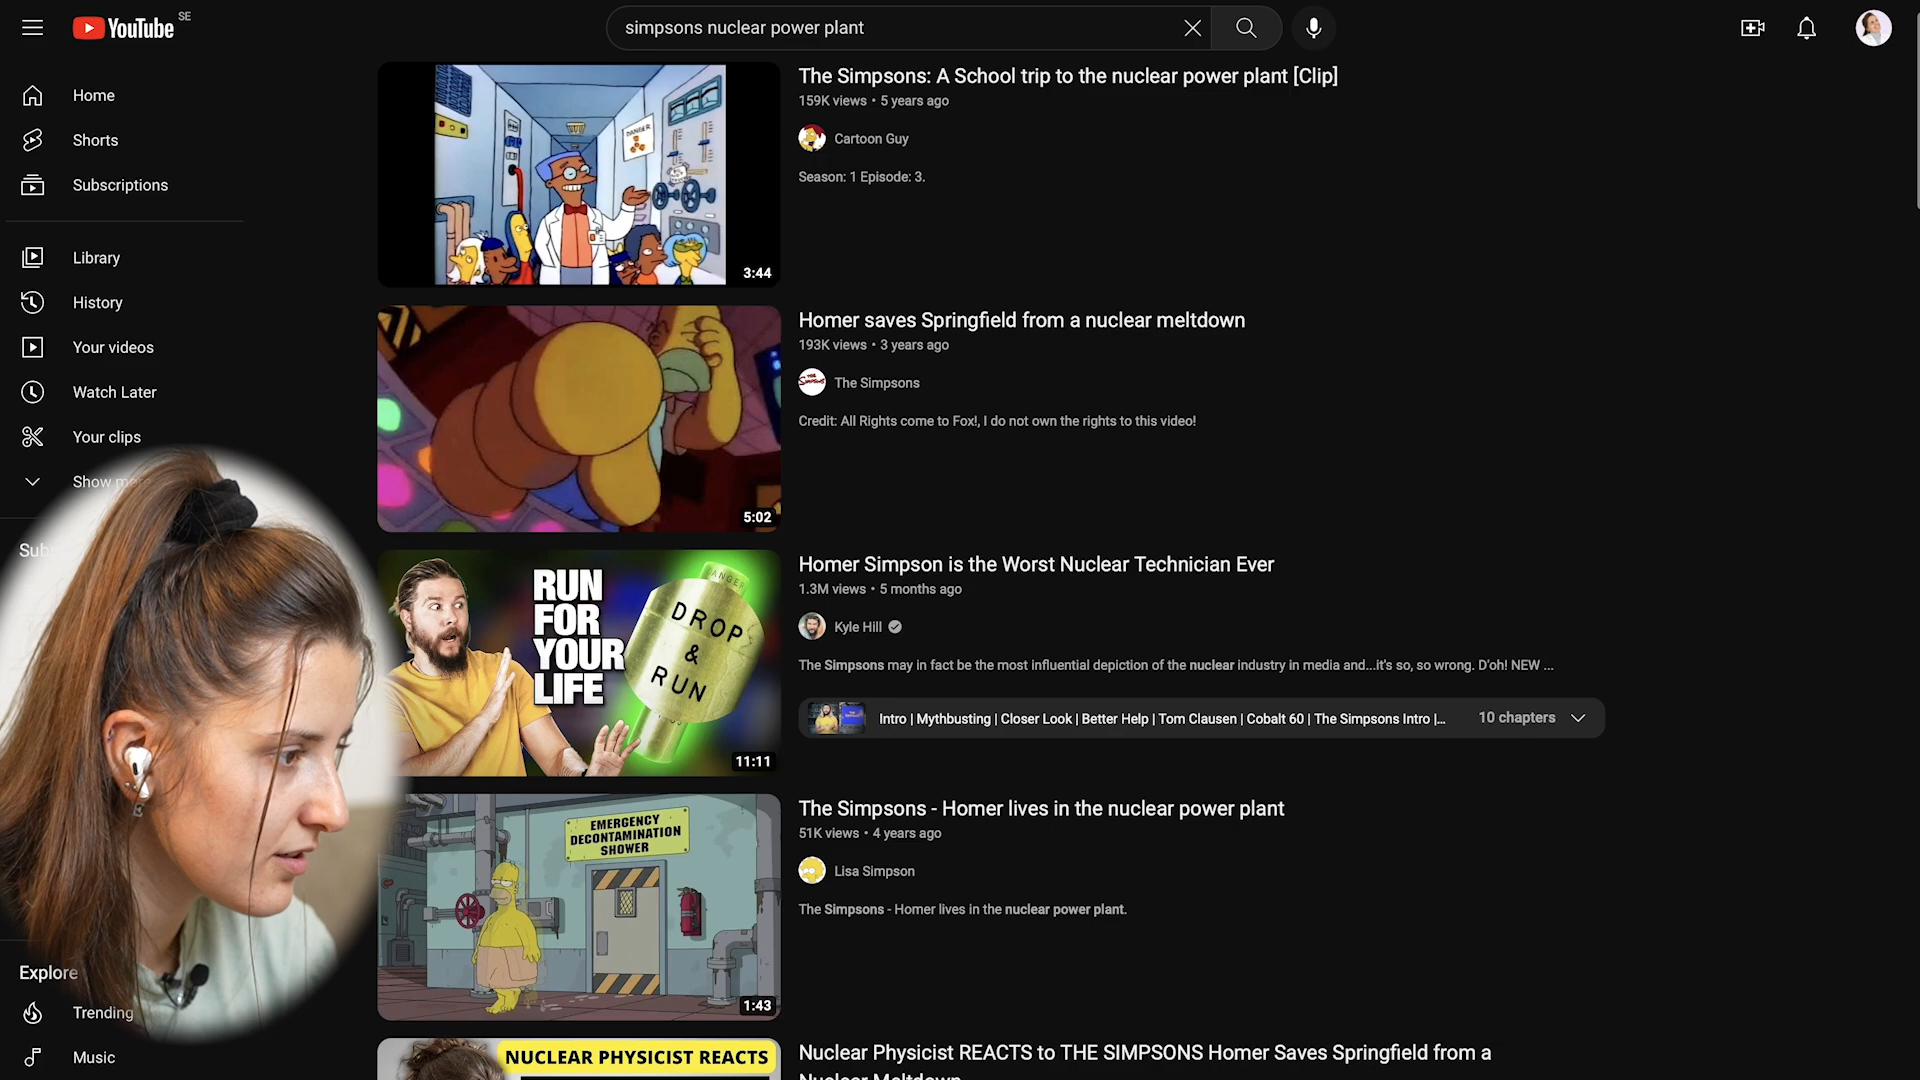 YouTube SE
simpsons nuclear power plant
Home
Shorts
Subscriptions
Library
History
Your videos
Watch Later
Your clips
Show
Explore
Trending
Music
DANGER
3:44
The Simpsons: A School trip to the nuclear power plant [Clip]
159K views • 5 years ago
Cartoon Guy
Season: 1 Episode: 3.
5:02
Homer saves Springfield from a nuclear meltdown
193K views • 3 years ago
THE SIMPSONS
The Simpsons
Credit: All Rights come to Fox!, I do not own the rights to this video!
RUN
FOR
YOUR
LIFE
DANGER
DROP
&
RUN
11:11
Homer Simpson is the Worst Nuclear Technician Ever
1.3M views • 5 months ago
Kyle Hill
The Simpsons may in fact be the most influential depiction of the nuclear industry in media and...it's so, so wrong. D'oh! NEW ...
Intro | Mythbusting | Closer Look | Better Help | Tom Clausen | Cobalt 60 | The Simpsons Intro |...
10 chapters
EMERGENCY
DECONTAMINATION
SHOWER
1:43
The Simpsons - Homer lives in the nuclear power plant
51K views • 4 years ago
Lisa Simpson
The Simpsons - Homer lives in the nuclear power plant.
NUCLEAR PHYSICIST REACTS
Nuclear Physicist REACTS to THE SIMPSONS Homer Saves Springfield from a
Nuclear Meltdown